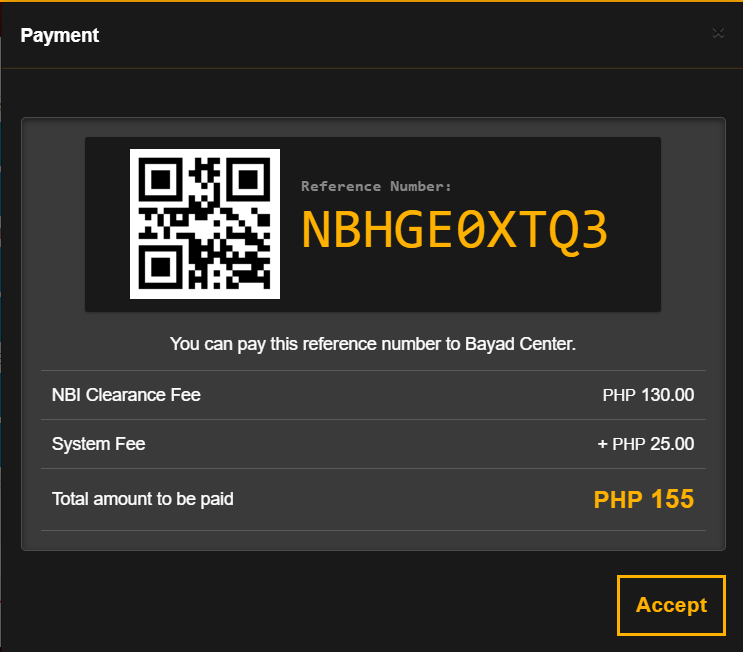 Payment
Reference Number:
NBHGE0XTQ3
You can pay this reference number to Bayad Center.
NBI Clearance Fee PHP 130.00
System Fee + PHP 25.00
Total amount to be paid PHP 155
Accept